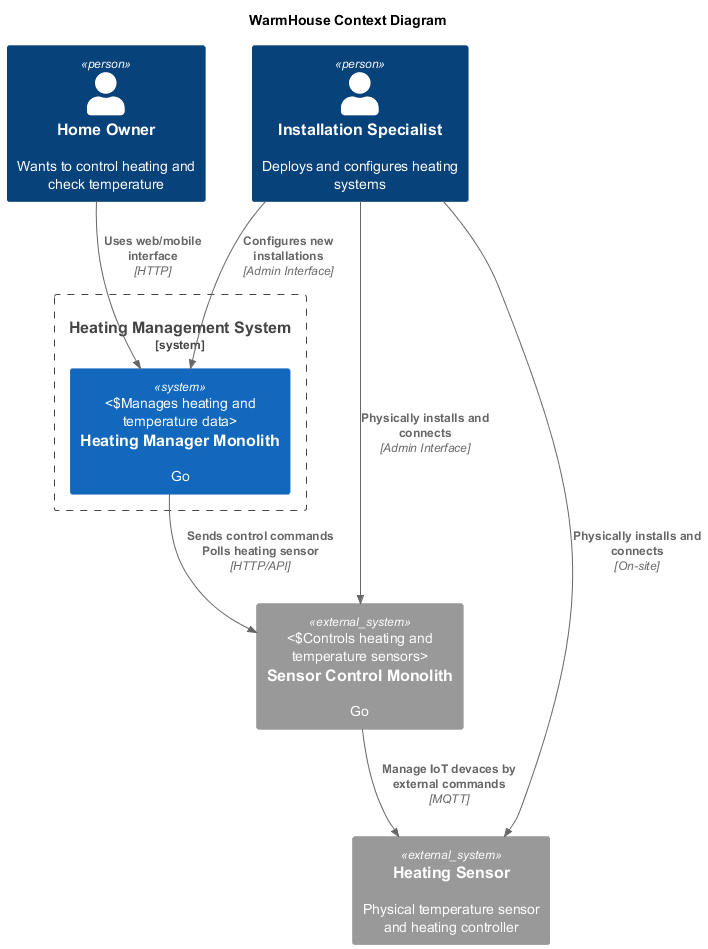 WarmHouse Context Diagram
«person»
Home Owner
Wants to control heating and
check temperature
«person»
Installation Specialist
Deploys and configures heating
systems
Uses web/mobile
interface
[HTTP]
Configures new
installations
[Admin Interface]
Heating Management System
[system]
«system»
<$Manages heating and
temperature data>
Heating Manager Monolith
Go
Physically installs and
connects
[Admin Interface]
Sends control commands
Polls heating sensor
[HTTP/API]
Physically installs and
connects
[On-site]
«external_system»
<$Controls heating and
temperature sensors>
Sensor Control Monolith
Go
Manage IoT devaces by
external commands
[MQTT]
«external_system»
Heating Sensor
Physical temperature sensor
and heating controller